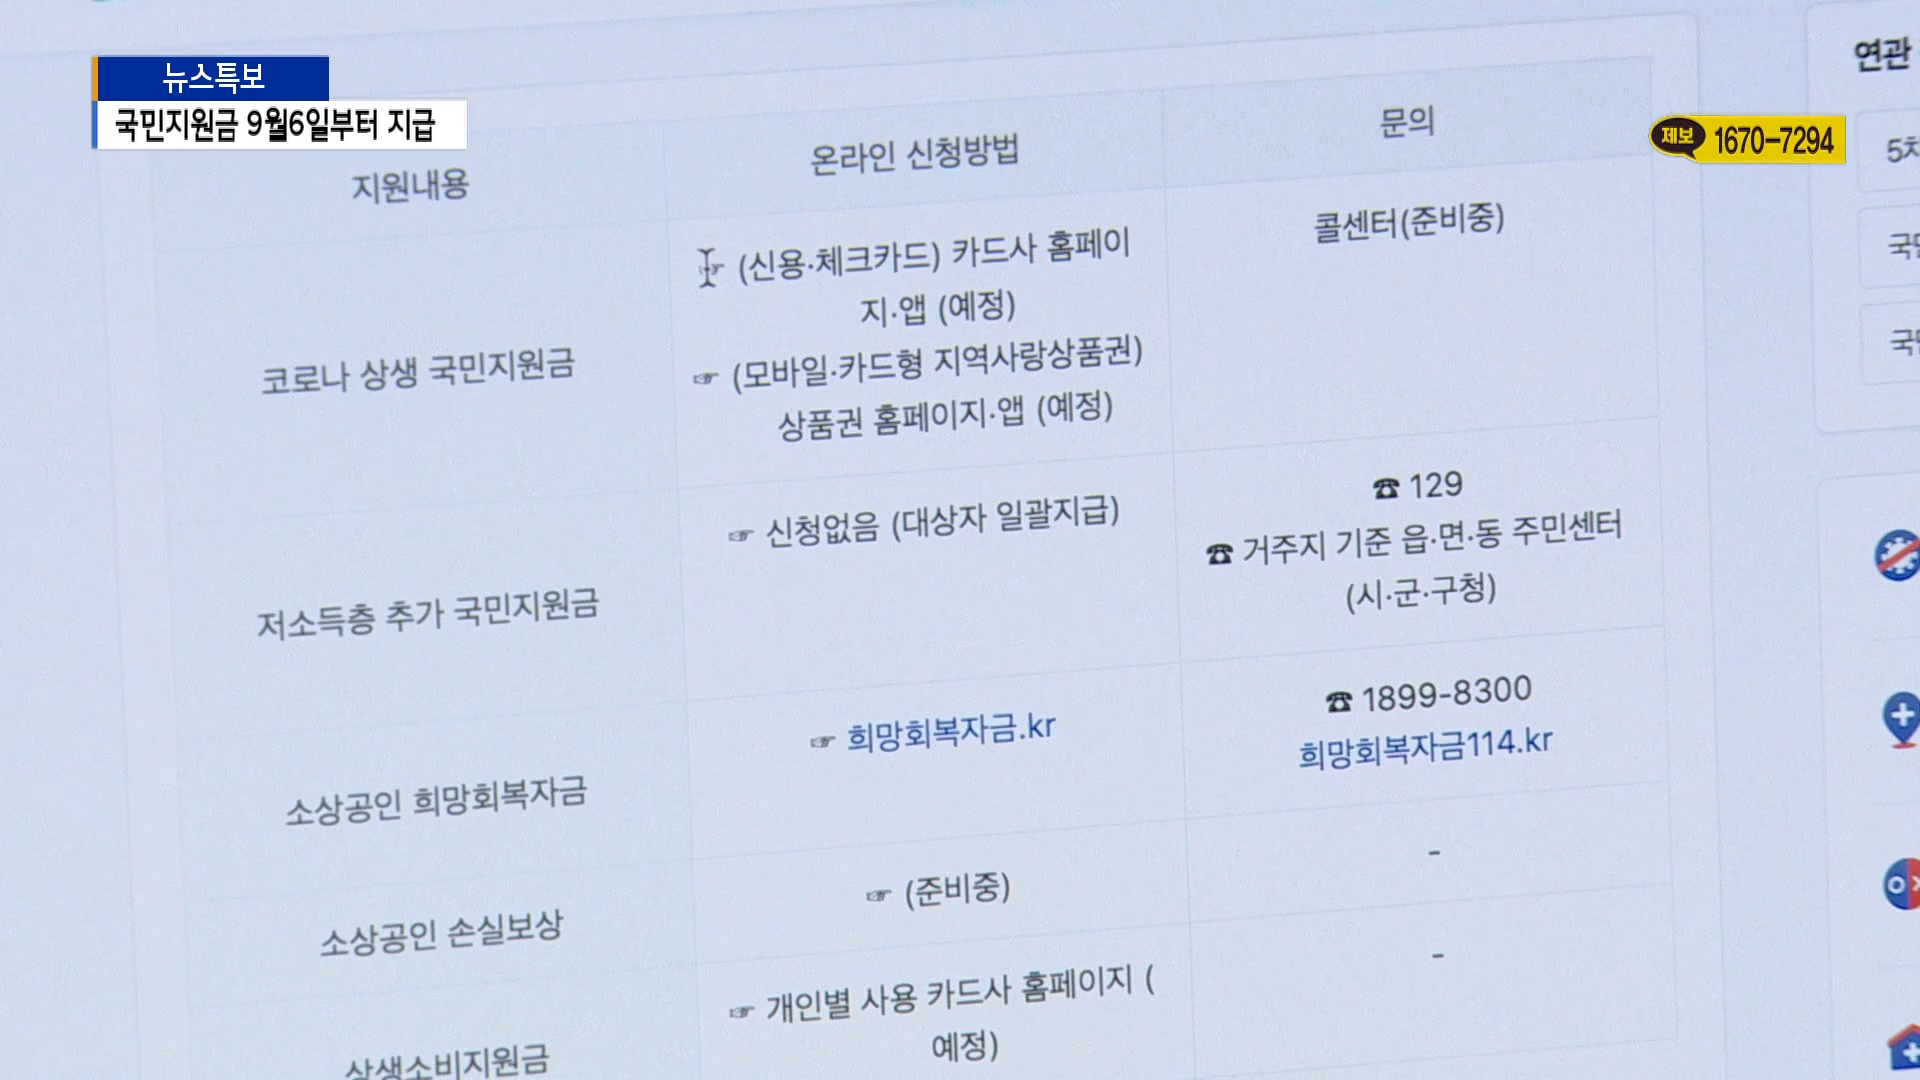 뉴스특보
국민지원금 9월6일부터 지급
제보 1670-7294
연관
지원내용
온라인 신청방법
문의
코로나 상생 국민지원금
☞ (신용·체크카드) 카드사 홈페이
지·앱 (예정)
☞ (모바일·카드형 지역사랑상품권)
상품권 홈페이지·앱 (예정)
콜센터(준비중)
저소득층 추가 국민지원금
☞ 신청없음 (대상자 일괄지급)
☎ 129
☎ 거주지 기준 읍·면·동 주민센터
(시·군·구청)
소상공인 희망회복자금
☞ 희망회복자금.kr
☎ 1899-8300
희망회복자금114.kr
소상공인 손실보상
☞ (준비중)
-
상생소비지원금
☞ 개인별 사용 카드사 홈페이지 (
예정)
-